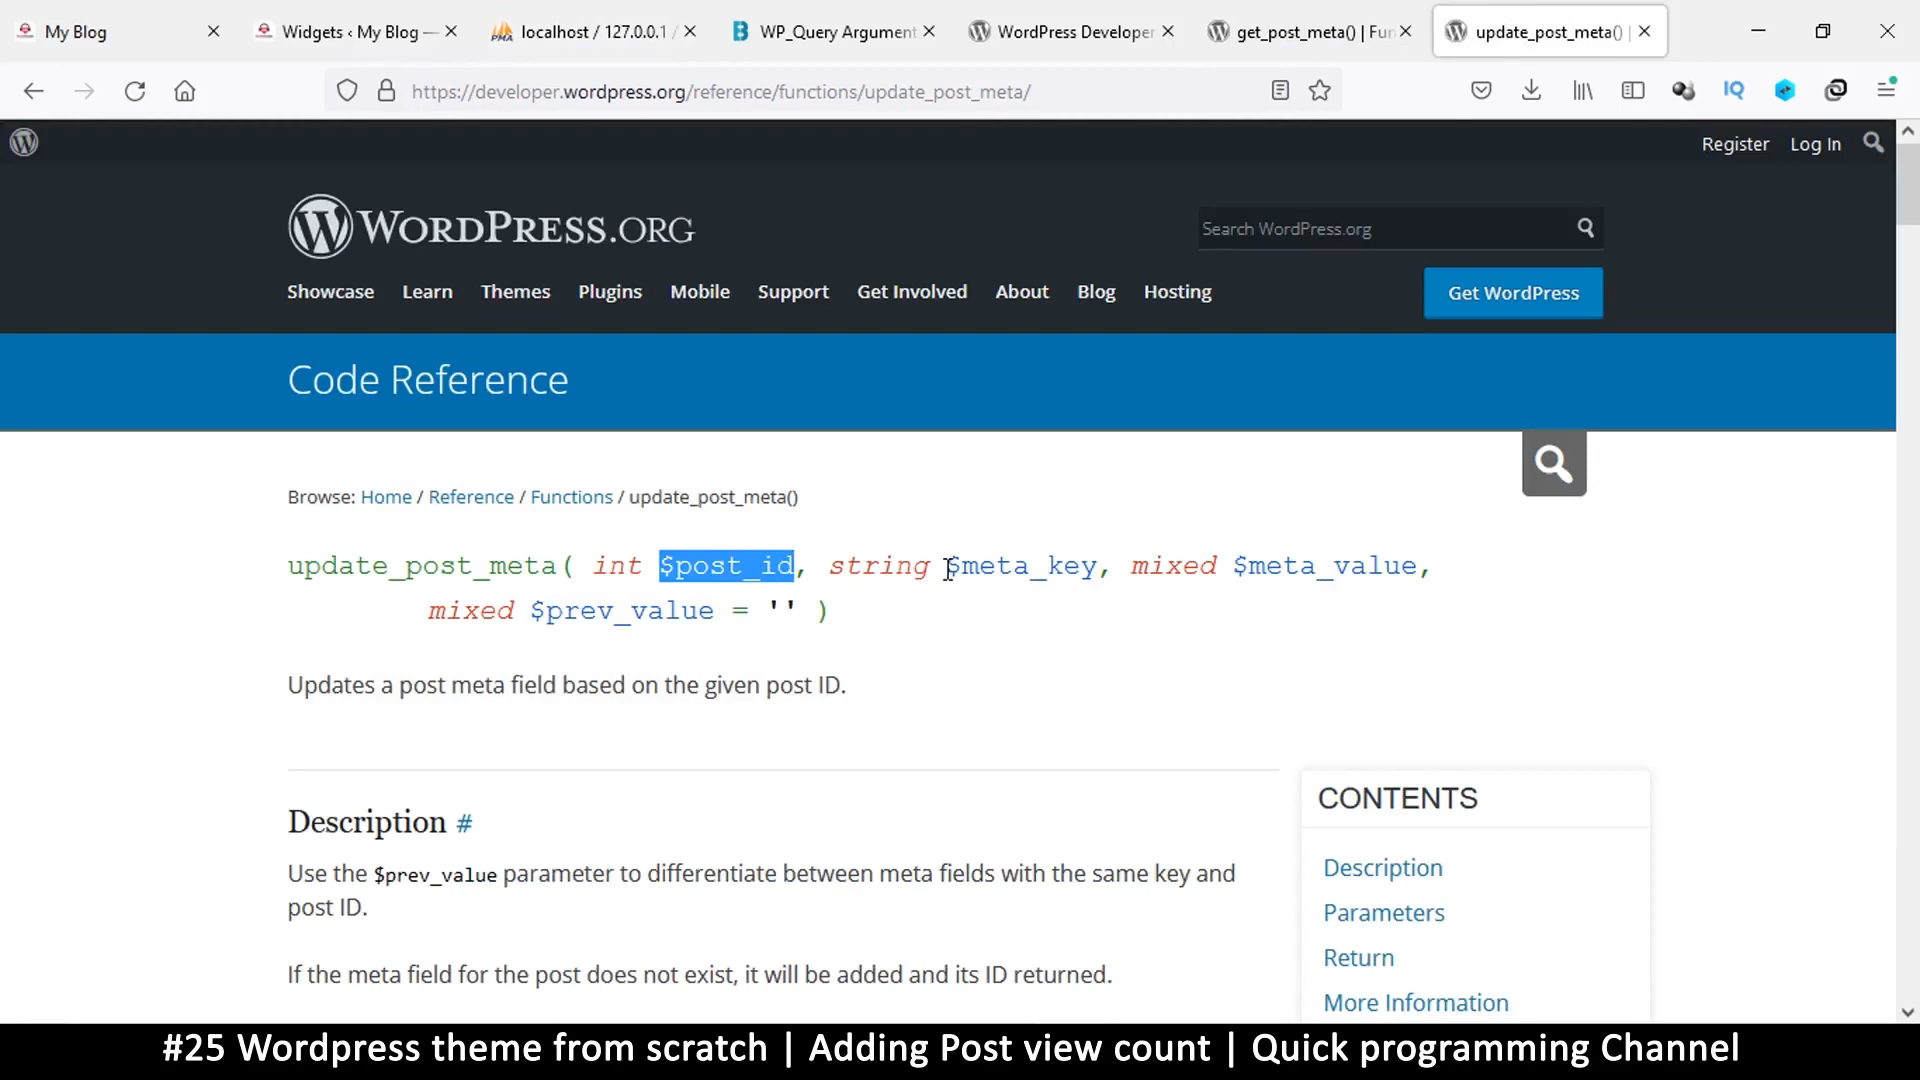 My Blog
Widgets ‹ My Blog —
PMA
localhost / 127.0.0.1 /
B
WP_Query Argument
WordPress Developer
get_post_meta() | Fun
update_post_meta() |
https://developer.wordpress.org/reference/functions/update_post_meta/
IQ
Register
Log In
WORDPRESS.ORG
Search WordPress.org
Showcase
Learn
Themes
Plugins
Mobile
Support
Get Involved
About
Blog
Hosting
Get WordPress
Code Reference
Browse: Home / Reference / Functions / update_post_meta()
update_post_meta( int $post_id, string $meta_key, mixed $meta_value,
mixed $prev_value = '' )
Updates a post meta field based on the given post ID.
Description #
Use the $prev_value parameter to differentiate between meta fields with the same key and
post ID.
If the meta field for the post does not exist, it will be added and its ID returned.
CONTENTS
Description
Parameters
Return
More Information
#25 Wordpress theme from scratch | Adding Post view count | Quick programming Channel